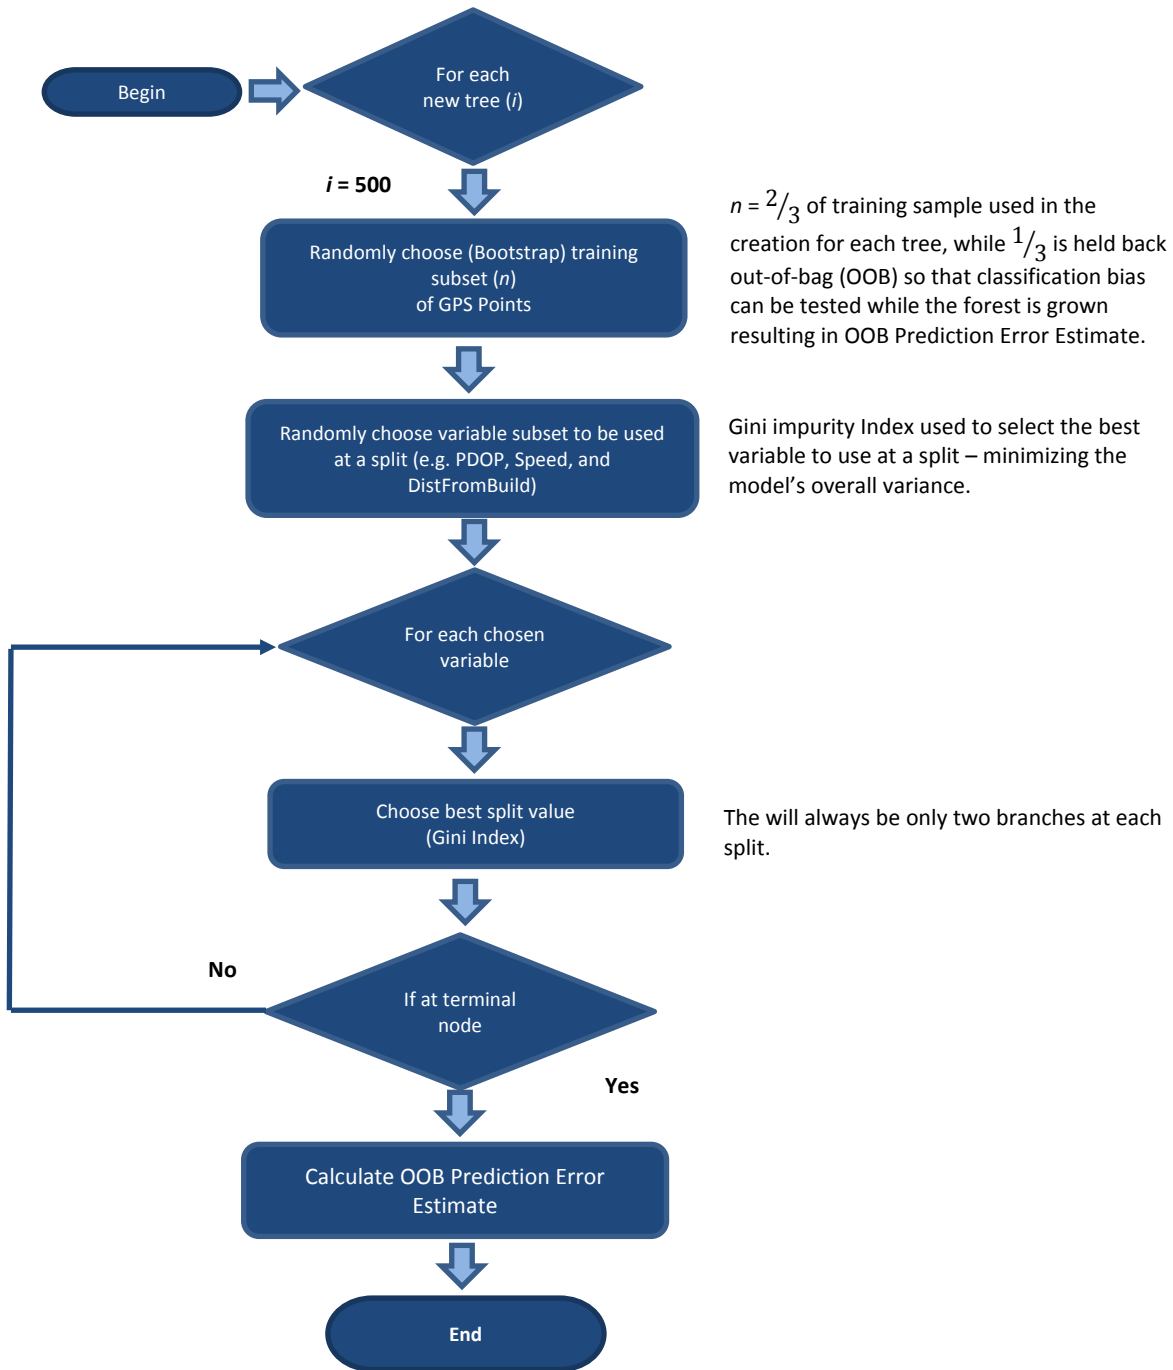 Begin
For each
new tree (i)
i = 500
Randomly choose (Bootstrap) training
subset (n)
of GPS Points
n = 2/3 of training sample used in the
creation for each tree, while 1/3 is held back
out-of-bag (OOB) so that classification bias
can be tested while the forest is grown
resulting in OOB Prediction Error Estimate.
Randomly choose variable subset to be used
at a split (e.g. PDOP, Speed, and
DistFromBuild)
Gini impurity Index used to select the best
variable to use at a split – minimizing the
model’s overall variance.
For each chosen
variable
Choose best split value
(Gini Index)
The will always be only two branches at each
split.
No
If at terminal
node
Yes
Calculate OOB Prediction Error
Estimate
End